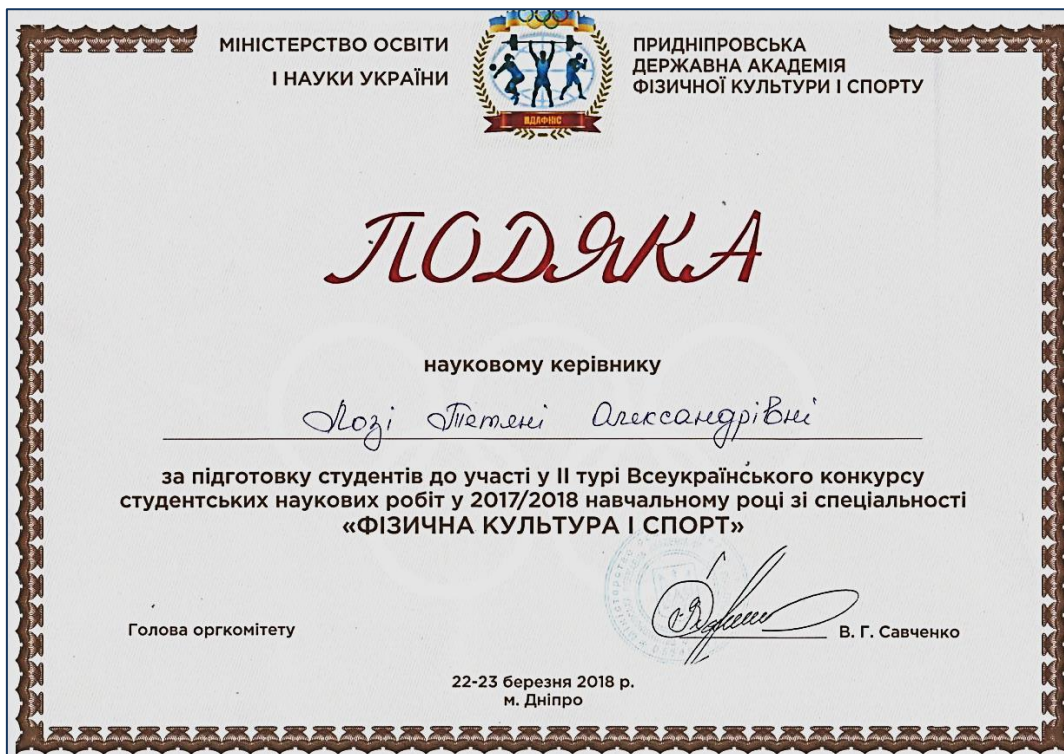 МІНІСТЕРСТВО ОСВІТИ
І НАУКИ УКРАЇНИ
ПРИДНІПРОВСЬКА
ДЕРЖАВНА АКАДЕМІЯ
ФІЗИЧНОЇ КУЛЬТУРИ І СПОРТУ
ПДАФКІС
ПОДЯКА
науковому керівнику
Лозі Тетяні Олександрівні
за підготовку студентів до участі у ІІ турі Всеукраїнського конкурсу
студентських наукових робіт у 2017/2018 навчальному році зі спеціальності
«ФІЗИЧНА КУЛЬТУРА І СПОРТ»
Голова оргкомітету
В. Г. Савченко
22-23 березня 2018 р.
м. Дніпро